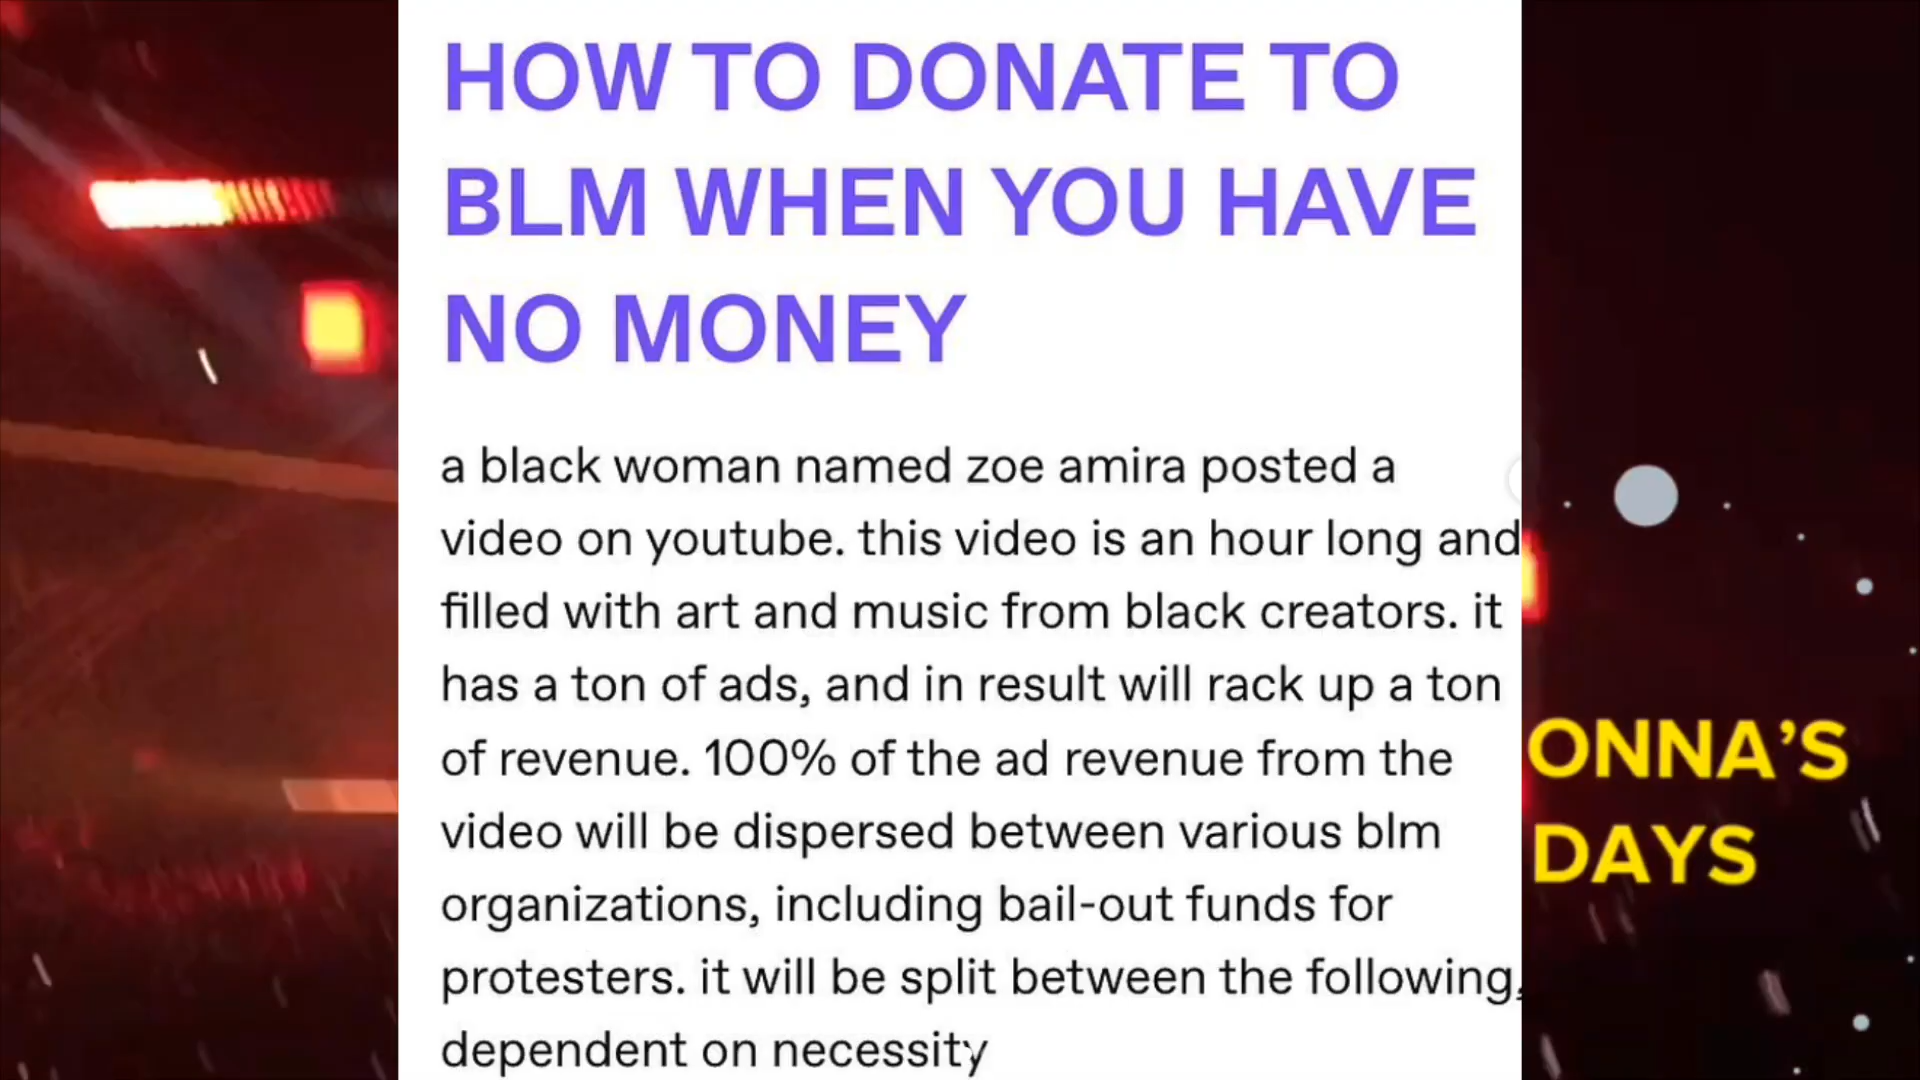 HOW TO DONATE TO
BLM WHEN YOU HAVE
NO MONEY
a black woman named zoe amira posted a
video on youtube. this video is an hour long and
filled with art and music from black creators. it
has a ton of ads, and in result will rack up a ton
of revenue. 100% of the ad revenue from the
video will be dispersed between various blm
organizations, including bail-out funds for
protesters. it will be split between the following,
dependent on necessity
ONNA'S
DAYS